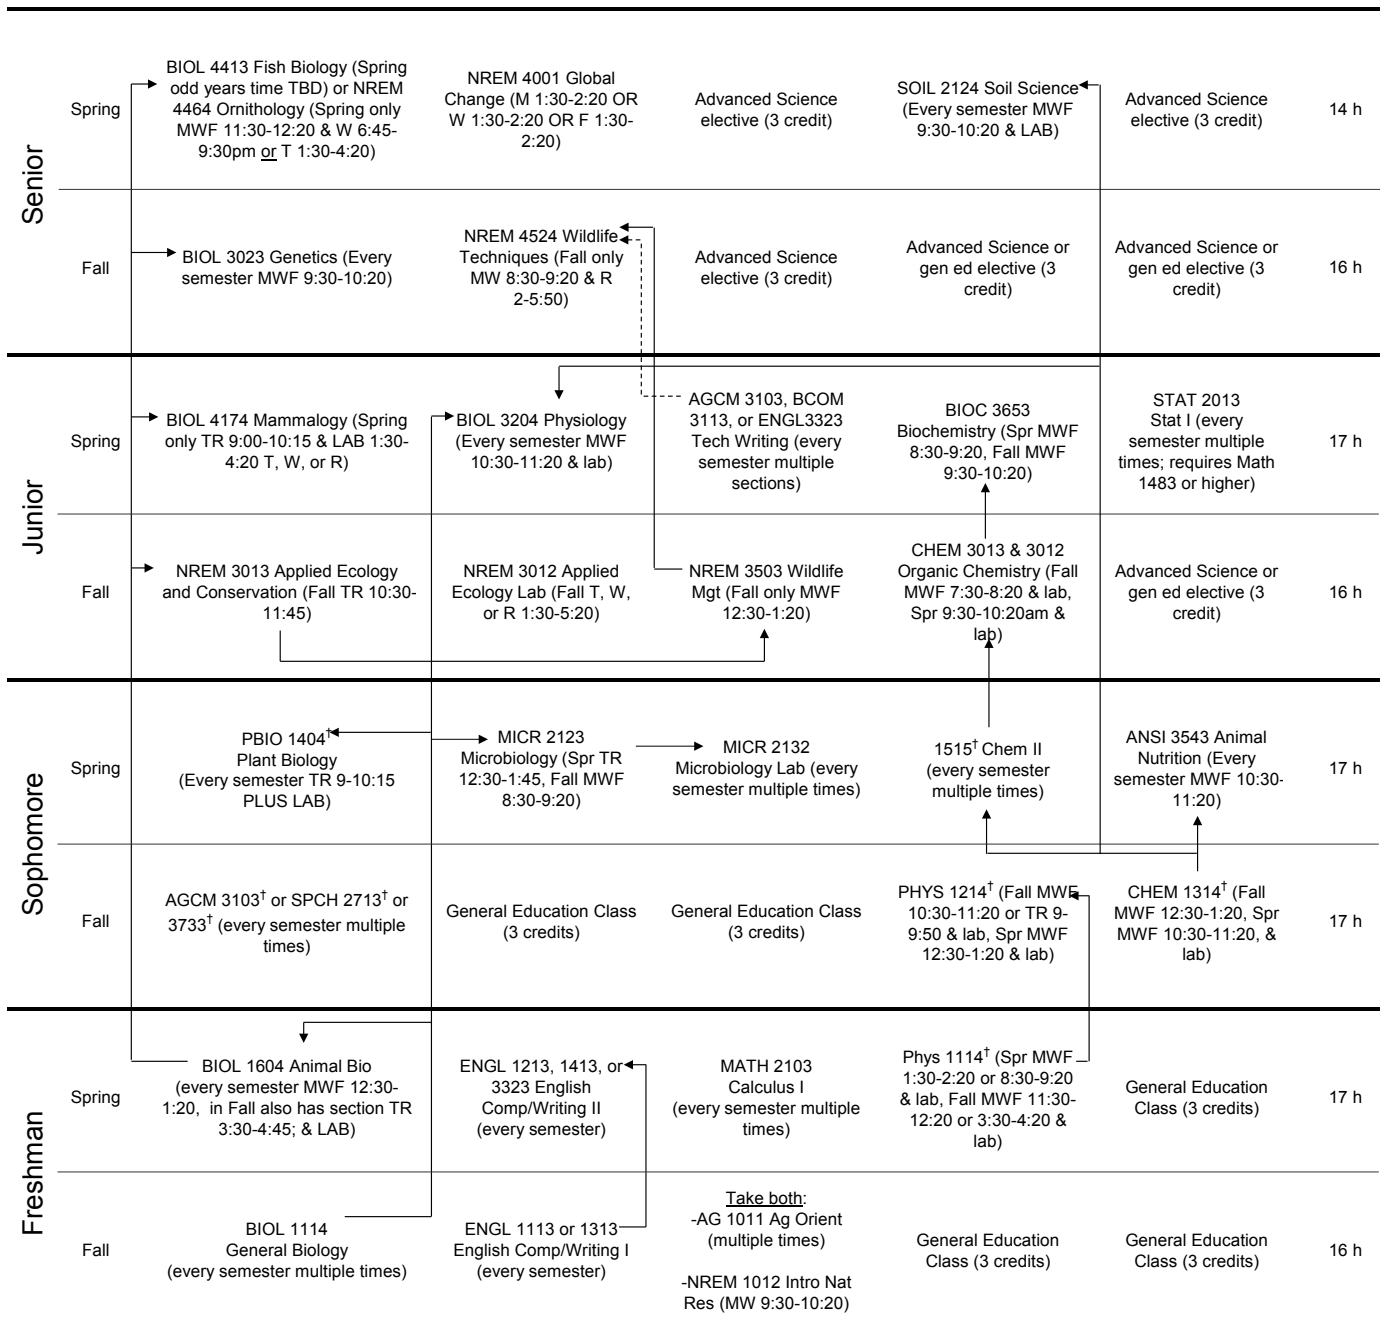 Senior
Spring
BIOL 4413 Fish Biology (Spring
odd years time TBD) or NREM
4464 Ornithology (Spring only
MWF 11:30-12:20 & W 6:45-
9:30pm or T 1:30-4:20)
NREM 4001 Global
Change (M 1:30-2:20 OR
W 1:30-2:20 OR F 1:30-
2:20)
Advanced Science
elective (3 credit)
SOIL 2124 Soil Science
(Every semester MWF
9:30-10:20 & LAB)
Advanced Science
elective (3 credit)
14 h
Fall
BIOL 3023 Genetics (Every
semester MWF 9:30-10:20)
NREM 4524 Wildlife
Techniques (Fall only
MW 8:30-9:20 & R
2-5:50)
Advanced Science
elective (3 credit)
Advanced Science or
gen ed elective (3
credit)
Advanced Science or
gen ed elective (3
credit)
16 h
Junior
Spring
BIOL 4174 Mammalogy (Spring
only TR 9:00-10:15 & LAB 1:30-
4:20 T, W, or R)
BIOL 3204 Physiology
(Every semester MWF
10:30-11:20 & lab)
AGCM 3103, BCOM
3113, or ENGL3323
Tech Writing (every
semester multiple
sections)
BIOC 3653
Biochemistry (Spr MWF
8:30-9:20, Fall MWF
9:30-10:20)
STAT 2013
Stat I (every
semester multiple
times; requires Math
1483 or higher)
17 h
Fall
NREM 3013 Applied Ecology
and Conservation (Fall TR 10:30-
11:45)
NREM 3012 Applied
Ecology Lab (Fall T, W,
or R 1:30-5:20)
NREM 3503 Wildlife
Mgt (Fall only MWF
12:30-1:20)
CHEM 3013 & 3012
Organic Chemistry (Fall
MWF 7:30-8:20 & lab,
Spr 9:30-10:20am &
lab)
Advanced Science or
gen ed elective (3
credit)
16 h
Sophomore
Spring
PBIO 1404†
Plant Biology
(Every semester TR 9-10:15
PLUS LAB)
MICR 2123
Microbiology (Spr TR
12:30-1:45, Fall MWF
8:30-9:20)
MICR 2132
Microbiology Lab (every
semester multiple times)
1515† Chem II
(every semester
multiple times)
ANSI 3543 Animal
Nutrition (Every
semester MWF 10:30-
11:20)
17 h
Fall
AGCM 3103† or SPCH 2713† or
3733† (every semester multiple
times)
General Education Class
(3 credits)
General Education Class
(3 credits)
PHYS 1214† (Fall MWF
10:30-11:20 or TR 9-
9:50 & lab, Spr MWF
12:30-1:20 & lab)
CHEM 1314† (Fall
MWF 12:30-1:20, Spr
MWF 10:30-11:20, &
lab)
17 h
Freshman
Spring
BIOL 1604 Animal Bio
(every semester MWF 12:30-
1:20, in Fall also has section TR
3:30-4:45; & LAB)
ENGL 1213, 1413, or
3323 English
Comp/Writing II
(every semester)
MATH 2103
Calculus I
(every semester multiple
times)
Phys 1114† (Spr MWF
1:30-2:20 or 8:30-9:20
& lab, Fall MWF 11:30-
12:20 or 3:30-4:20 &
lab)
General Education
Class (3 credits)
17 h
Fall
BIOL 1114
General Biology
(every semester multiple times)
ENGL 1113 or 1313
English Comp/Writing I
(every semester)
Take both:
-AG 1011 Ag Orient
(multiple times)
-NREM 1012 Intro Nat
Res (MW 9:30-10:20)
General Education
Class (3 credits)
General Education
Class (3 credits)
16 h